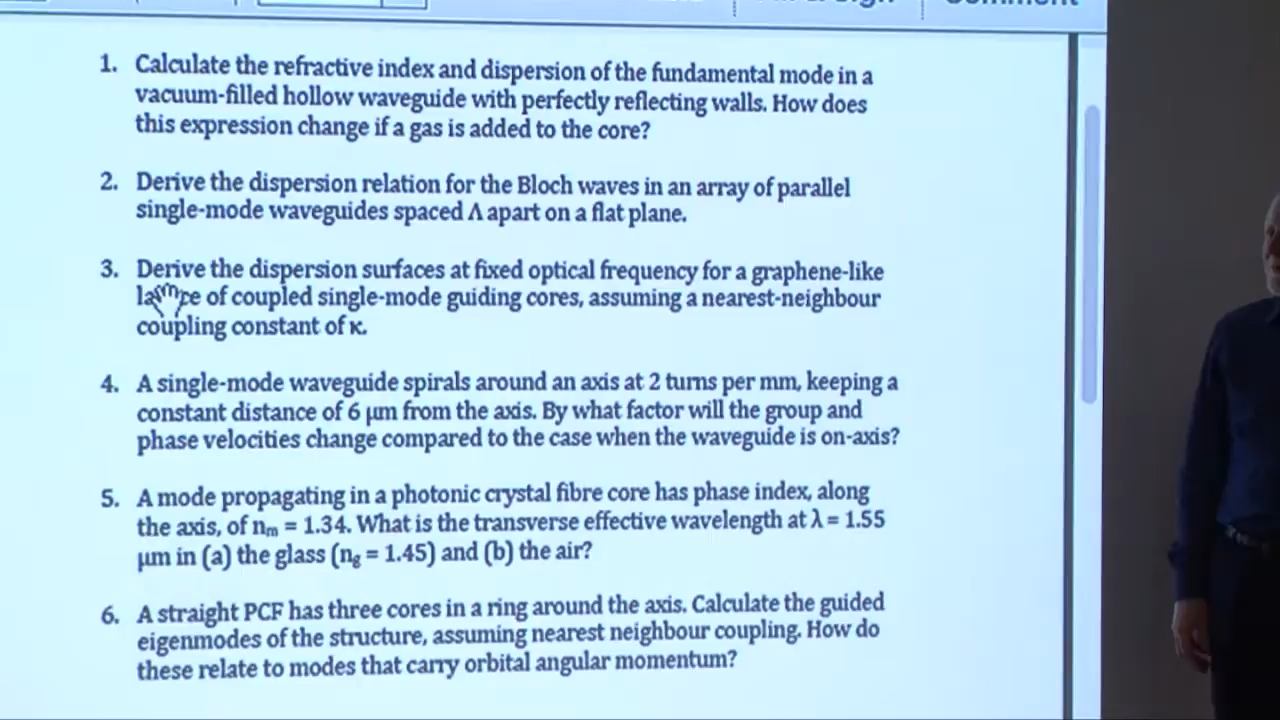 Comment
1. Calculate the refractive index and dispersion of the fundamental mode in a
vacuum-filled hollow waveguide with perfectly reflecting walls. How does
this expression change if a gas is added to the core?
2. Derive the dispersion relation for the Bloch waves in an array of parallel
single-mode waveguides spaced Λ apart on a flat plane.
3. Derive the dispersion surfaces at fixed optical frequency for a graphene-like
of coupled single-mode guiding cores, assuming a nearest-neighbour
coupling constant of κ.
4. A single-mode waveguide spirals around an axis at 2 turns per mm, keeping a
constant distance of 6 μm from the axis. By what factor will the group and
phase velocities change compared to the case when the waveguide is on-axis?
5. A mode propagating in a photonic crystal fibre core has phase index, along
the axis, of nₘ = 1.34. What is the transverse effective wavelength at λ = 1.55
μm in (a) the glass (n_g = 1.45) and (b) the air?
6. A straight PCF has three cores in a ring around the axis. Calculate the guided
eigenmodes of the structure, assuming nearest neighbour coupling. How do
these relate to modes that carry orbital angular momentum?